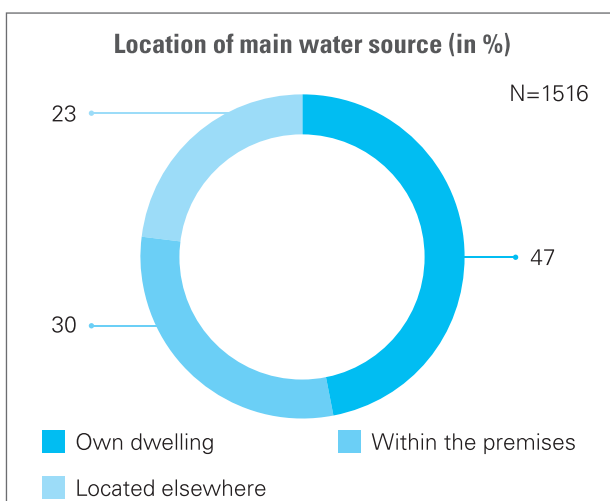 Location of main water source (in %)
N=1516
23
47
30
Own dwelling
Within the premises
Located elsewhere